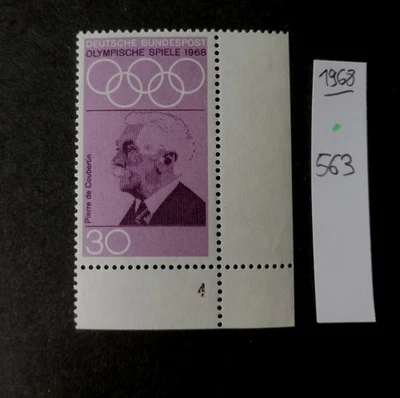 DEUTSCHE BUNDESPOST
OLYMPISCHE SPIELE 1968
Pierre de Coubertin
30
4
1968
563